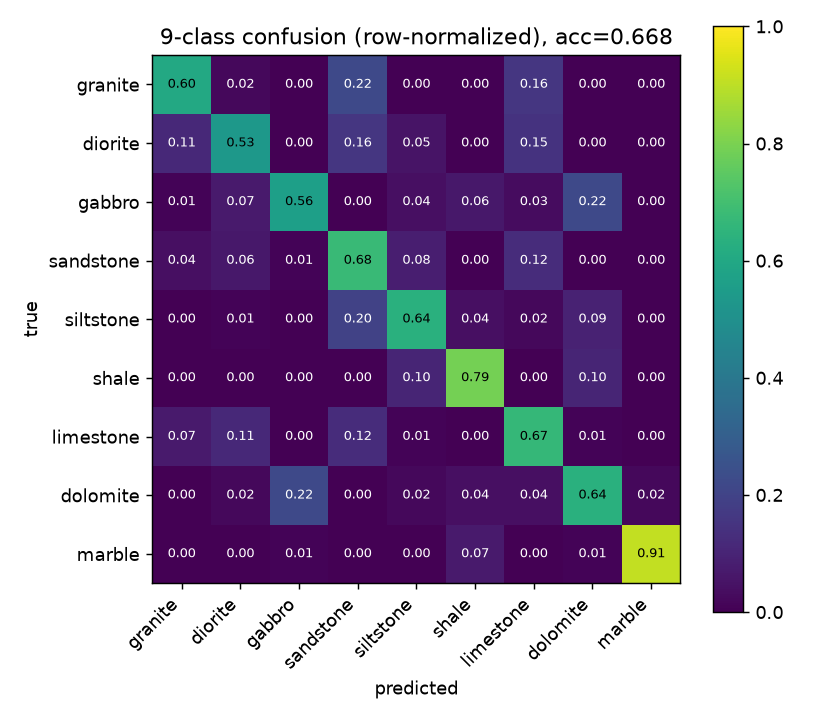 9-class confusion (row-normalized), acc=0.668
granite 0.60 0.02 0.00 0.22 0.00 0.00 0.16 0.00 0.00
diorite 0.11 0.53 0.00 0.16 0.05 0.00 0.15 0.00 0.00
gabbro 0.01 0.07 0.56 0.00 0.04 0.06 0.03 0.22 0.00
sandstone 0.04 0.06 0.01 0.68 0.08 0.00 0.12 0.00 0.00
siltstone 0.00 0.01 0.00 0.20 0.64 0.04 0.02 0.09 0.00
shale 0.00 0.00 0.00 0.00 0.10 0.79 0.00 0.10 0.00
limestone 0.07 0.11 0.00 0.12 0.01 0.00 0.67 0.01 0.00
dolomite 0.00 0.02 0.22 0.00 0.02 0.04 0.04 0.64 0.02
marble 0.00 0.00 0.01 0.00 0.00 0.07 0.00 0.01 0.91
true
granite diorite gabbro sandstone siltstone shale limestone dolomite marble
predicted
1.0
0.8
0.6
0.4
0.2
0.0